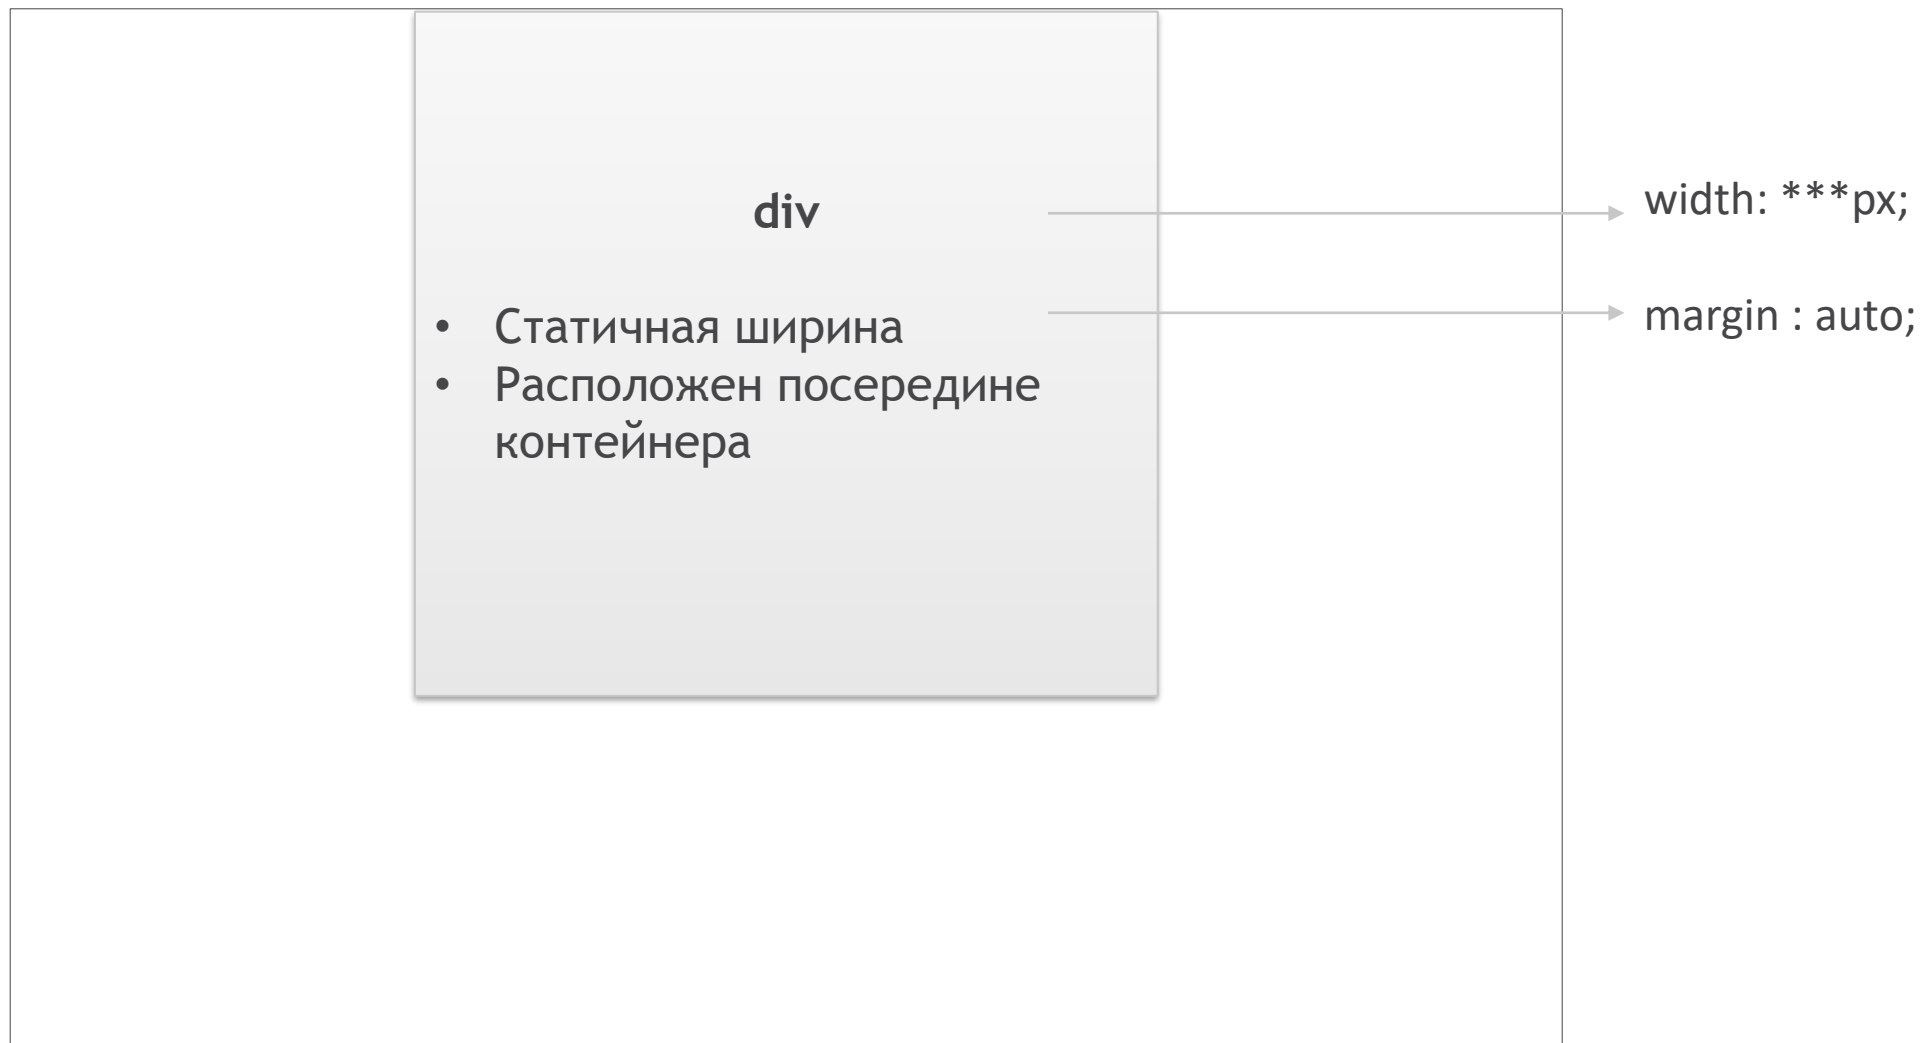 div
width: ***px;
• Статичная ширина
margin : auto;
• Расположен посередине
контейнера